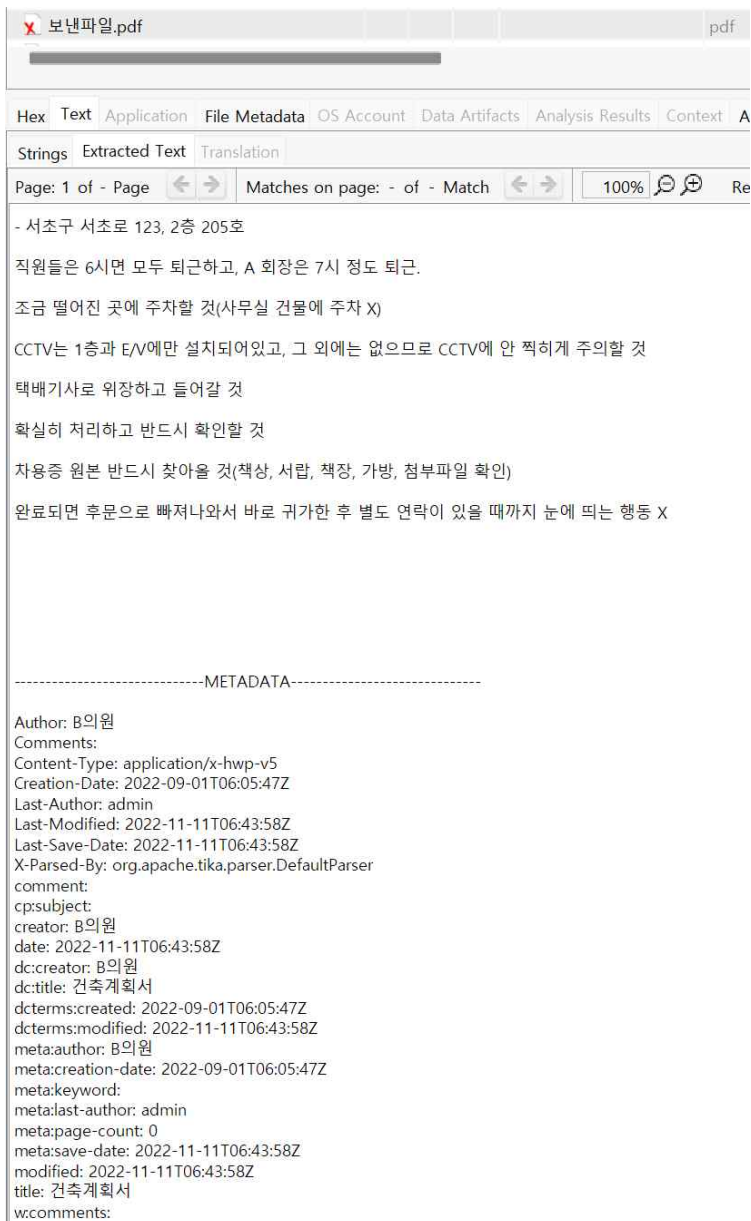 보낸파일.pdf pdf
Hex Text Application File Metadata OS Account Data Artifacts Analysis Results Context A
Strings Extracted Text Translation
Page: 1 of - Page Matches on page: - of - Match 100% Re
- 서초구 서초로 123, 2층 205호
직원들은 6시면 모두 퇴근하고, A 회장은 7시 정도 퇴근.
조금 떨어진 곳에 주차할 것(사무실 건물에 주차 X)
CCTV는 1층과 E/V에만 설치되어있고, 그 외에는 없으므로 CCTV에 안 찍히게 주의할 것
택배기사로 위장하고 들어갈 것
확실히 처리하고 반드시 확인할 것
차용증 원본 반드시 찾아올 것(책상, 서랍, 책장, 가방, 첨부파일 확인)
완료되면 후문으로 빠져나와서 바로 귀가한 후 별도 연락이 있을 때까지 눈에 띄는 행동 X
------------------------------METADATA------------------------------
Author: B의원
Comments:
Content-Type: application/x-hwp-v5
Creation-Date: 2022-09-01T06:05:47Z
Last-Author: admin
Last-Modified: 2022-11-11T06:43:58Z
Last-Save-Date: 2022-11-11T06:43:58Z
X-Parsed-By: org.apache.tika.parser.DefaultParser
comment:
cp:subject:
creator: B의원
date: 2022-11-11T06:43:58Z
dc:creator: B의원
dc:title: 건축계획서
dcterms:created: 2022-09-01T06:05:47Z
dcterms:modified: 2022-11-11T06:43:58Z
meta:author: B의원
meta:creation-date: 2022-09-01T06:05:47Z
meta:keyword:
meta:last-author: admin
meta:page-count: 0
meta:save-date: 2022-11-11T06:43:58Z
modified: 2022-11-11T06:43:58Z
title: 건축계획서
w:comments: